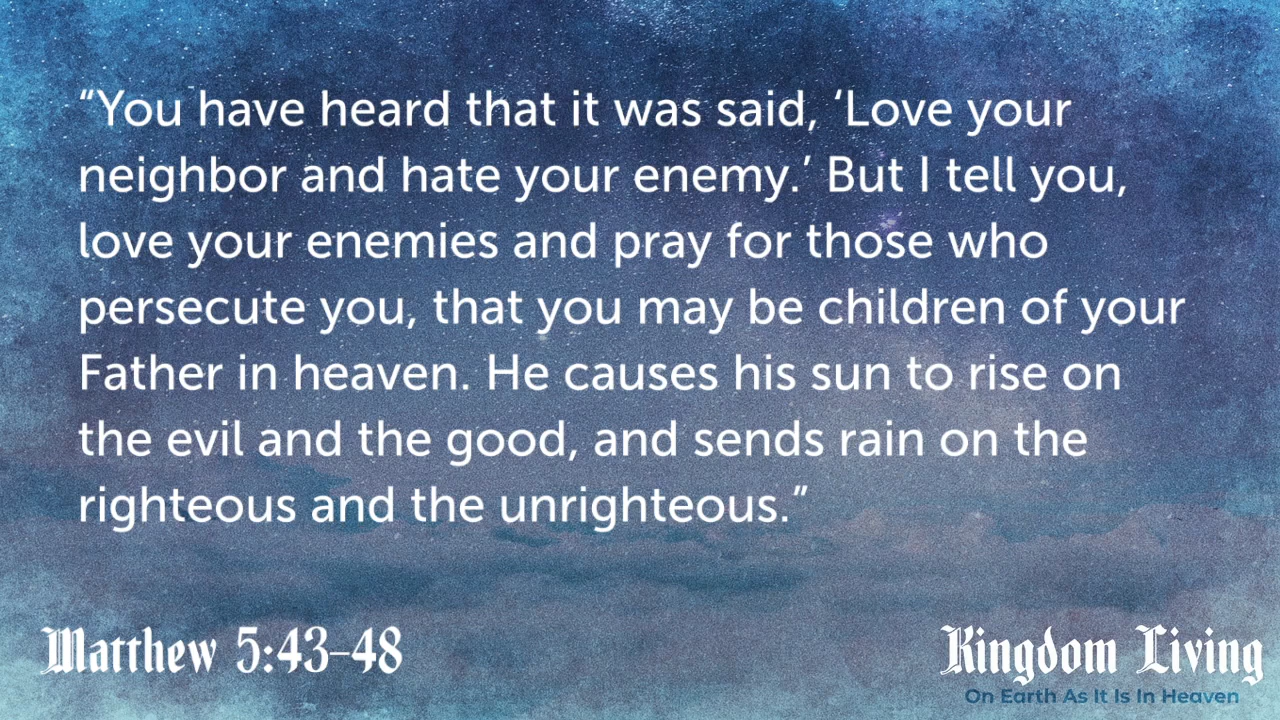 “You have heard that it was said, ‘Love your
neighbor and hate your enemy.’ But I tell you,
love your enemies and pray for those who
persecute you, that you may be children of your
Father in heaven. He causes his sun to rise on
the evil and the good, and sends rain on the
righteous and the unrighteous.”
Matthew 5:43–48
Kingdom Living
On Earth As It Is In Heaven